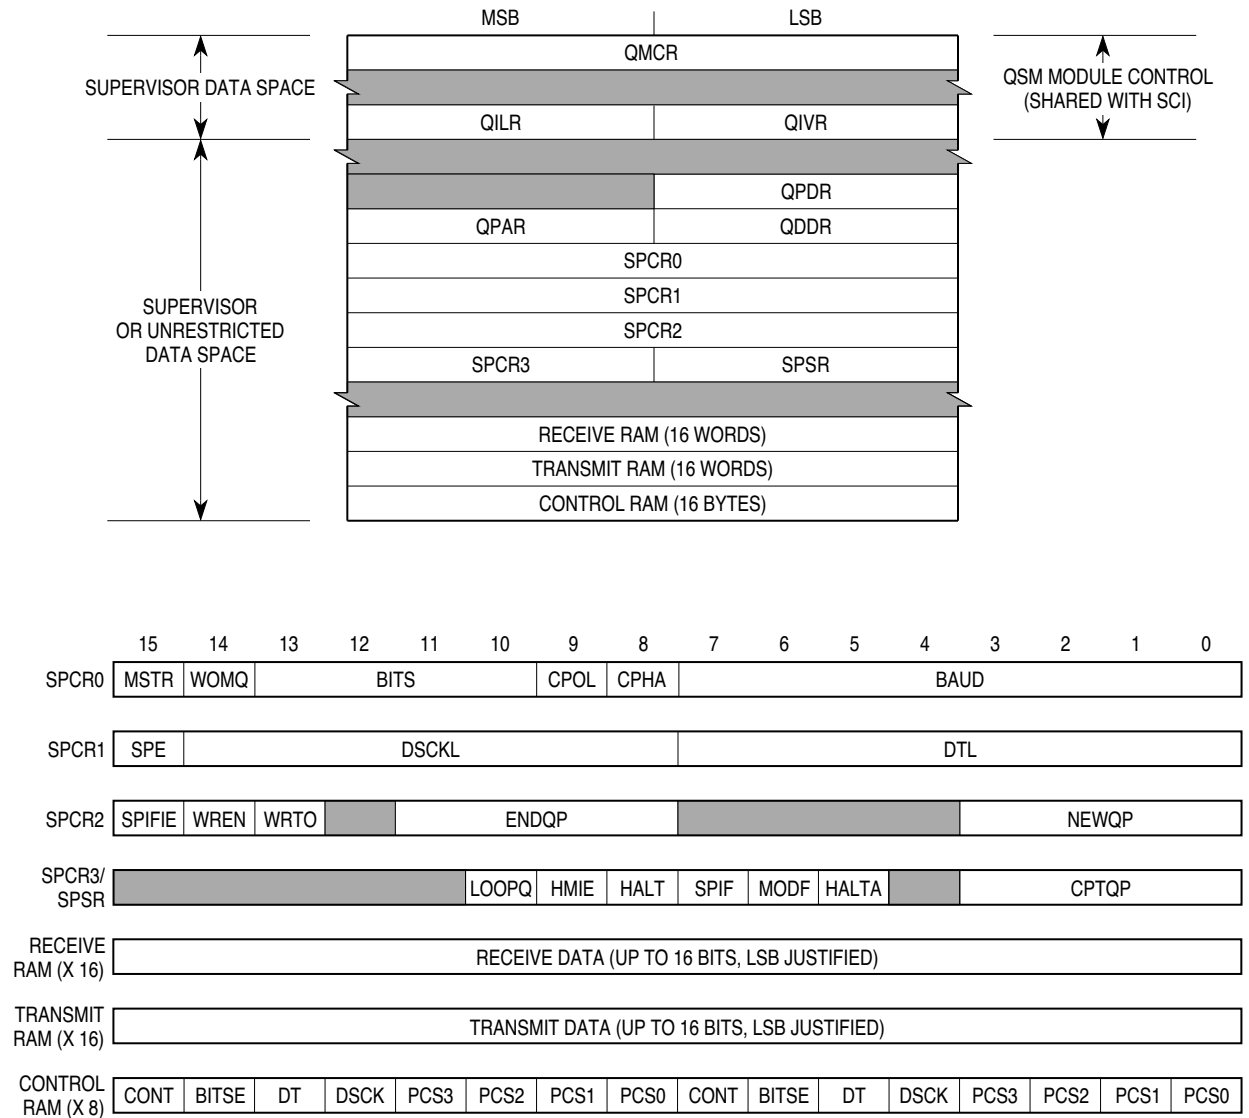 MSB LSB
QMCR
SUPERVISOR DATA SPACE
QSM MODULE CONTROL
(SHARED WITH SCI)
QILR QIVR
QPDR
QPAR QDDR
SPCR0
SPCR1
SUPERVISOR
OR UNRESTRICTED
DATA SPACE
SPCR2
SPCR3 SPSR
RECEIVE RAM (16 WORDS)
TRANSMIT RAM (16 WORDS)
CONTROL RAM (16 BYTES)
15 14 13 12 11 10 9 8 7 6 5 4 3 2 1 0
SPCR0 MSTR WOMQ BITS CPOL CPHA BAUD
SPCR1 SPE DSCKL DTL
SPCR2 SPIFIE WREN WRTO ENDQP NEWQP
SPCR3/
SPSR
LOOPQ HMIE HALT SPIF MODF HALTA CPTQP
RECEIVE
RAM (X 16)
RECEIVE DATA (UP TO 16 BITS, LSB JUSTIFIED)
TRANSMIT
RAM (X 16)
TRANSMIT DATA (UP TO 16 BITS, LSB JUSTIFIED)
CONTROL
RAM (X 8)
CONT BITSE DT DSCK PCS3 PCS2 PCS1 PCS0 CONT BITSE DT DSCK PCS3 PCS2 PCS1 PCS0